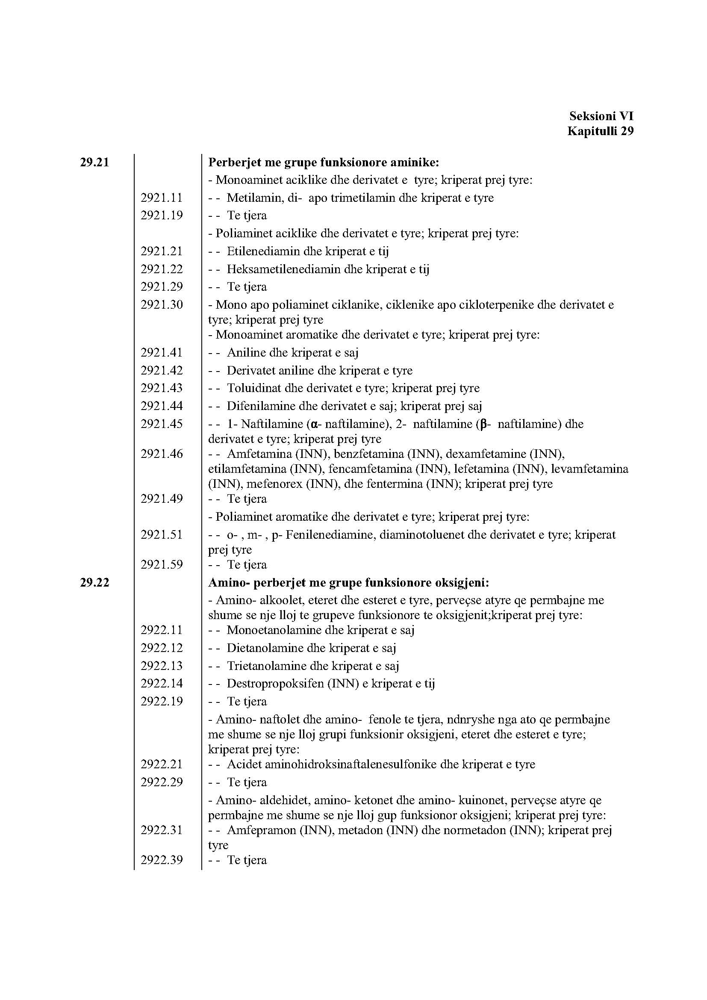 Seksioni VI
Kapitulli 29
29.21 Perberjet me grupe funksionore aminike:
- Monoaminet aciklike dhe derivatet e tyre; kriperat prej tyre:
2921.11 - - Metilamin, di- apo trimetilamin dhe kriperat e tyre
2921.19 - - Te tjera
- Poliaminet aciklike dhe derivatet e tyre; kriperat prej tyre:
2921.21 - - Etilenediamin dhe kriperat e tij
2921.22 - - Heksametilenediamin dhe kriperat e tij
2921.29 - - Te tjera
2921.30 - Mono apo poliaminet ciklanike, ciklenike apo cikloterpenike dhe derivatet e
tyre; kriperat prej tyre
- Monoaminet aromatike dhe derivatet e tyre; kriperat prej tyre:
2921.41 - - Aniline dhe kriperat e saj
2921.42 - - Derivatet aniline dhe kriperat e tyre
2921.43 - - Toluidinat dhe derivatet e tyre; kriperat prej tyre
2921.44 - - Difenilamine dhe derivatet e saj; kriperat prej saj
2921.45 - - 1- Naftilamine (α- naftilamine), 2- naftilamine (β- naftilamine) dhe
derivatet e tyre; kriperat prej tyre
2921.46 - - Amfetamina (INN), benzfetamina (INN), dexamfetamine (INN),
etilamfetamina (INN), fencamfetamina (INN), lefetamina (INN), levamfetamina
(INN), mefenorex (INN), dhe fentermina (INN); kriperat prej tyre
2921.49 - - Te tjera
- Poliaminet aromatike dhe derivatet e tyre; kriperat prej tyre:
2921.51 - - o- , m- , p- Fenilenediamine, diaminotoluenet dhe derivatet e tyre; kriperat
prej tyre
2921.59 - - Te tjera
29.22 Amino- perberjet me grupe funksionore oksigjeni:
- Amino- alkoolet, eteret dhe esteret e tyre, perveçse atyre qe permbajne me
shume se nje lloj te grupeve funksionore te oksigjenit;kriperat prej tyre:
2922.11 - - Monoetanolamine dhe kriperat e saj
2922.12 - - Dietanolamine dhe kriperat e saj
2922.13 - - Trietanolamine dhe kriperat e saj
2922.14 - - Destropropoksifen (INN) e kriperat e tij
2922.19 - - Te tjera
- Amino- naftolet dhe amino- fenole te tjera, ndnryshe nga ato qe permbajne
me shume se nje lloj grupi funksionir oksigjeni, eteret dhe esteret e tyre;
kriperat prej tyre:
2922.21 - - Acidet aminohidroksinaftalenesulfonike dhe kriperat e tyre
2922.29 - - Te tjera
- Amino- aldehidet, amino- ketonet dhe amino- kuinonet, perveçse atyre qe
permbajne me shume se nje lloj gup funksionor oksigjeni; kriperat prej tyre:
2922.31 - - Amfepramon (INN), metadon (INN) dhe normetadon (INN); kriperat prej
tyre
2922.39 - - Te tjera